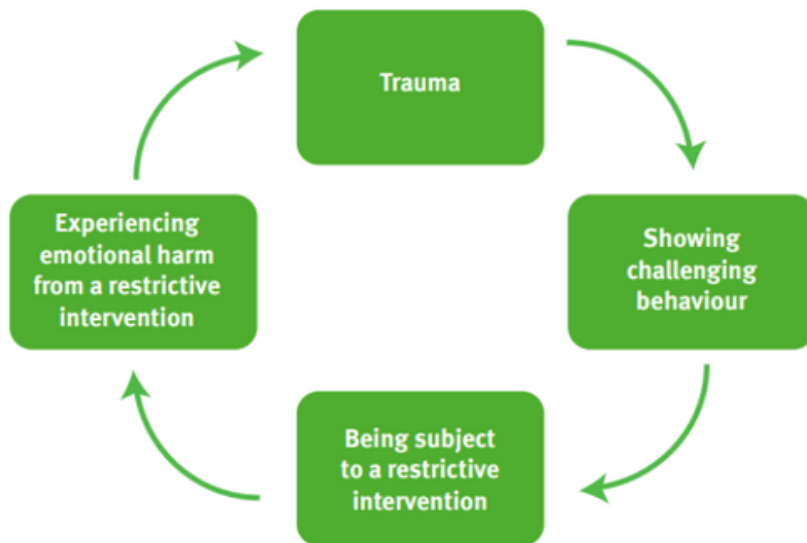 Trauma
Showing
challenging
behaviour
Being subject
to a restrictive
intervention
Experiencing
emotional harm
from a restrictive
intervention